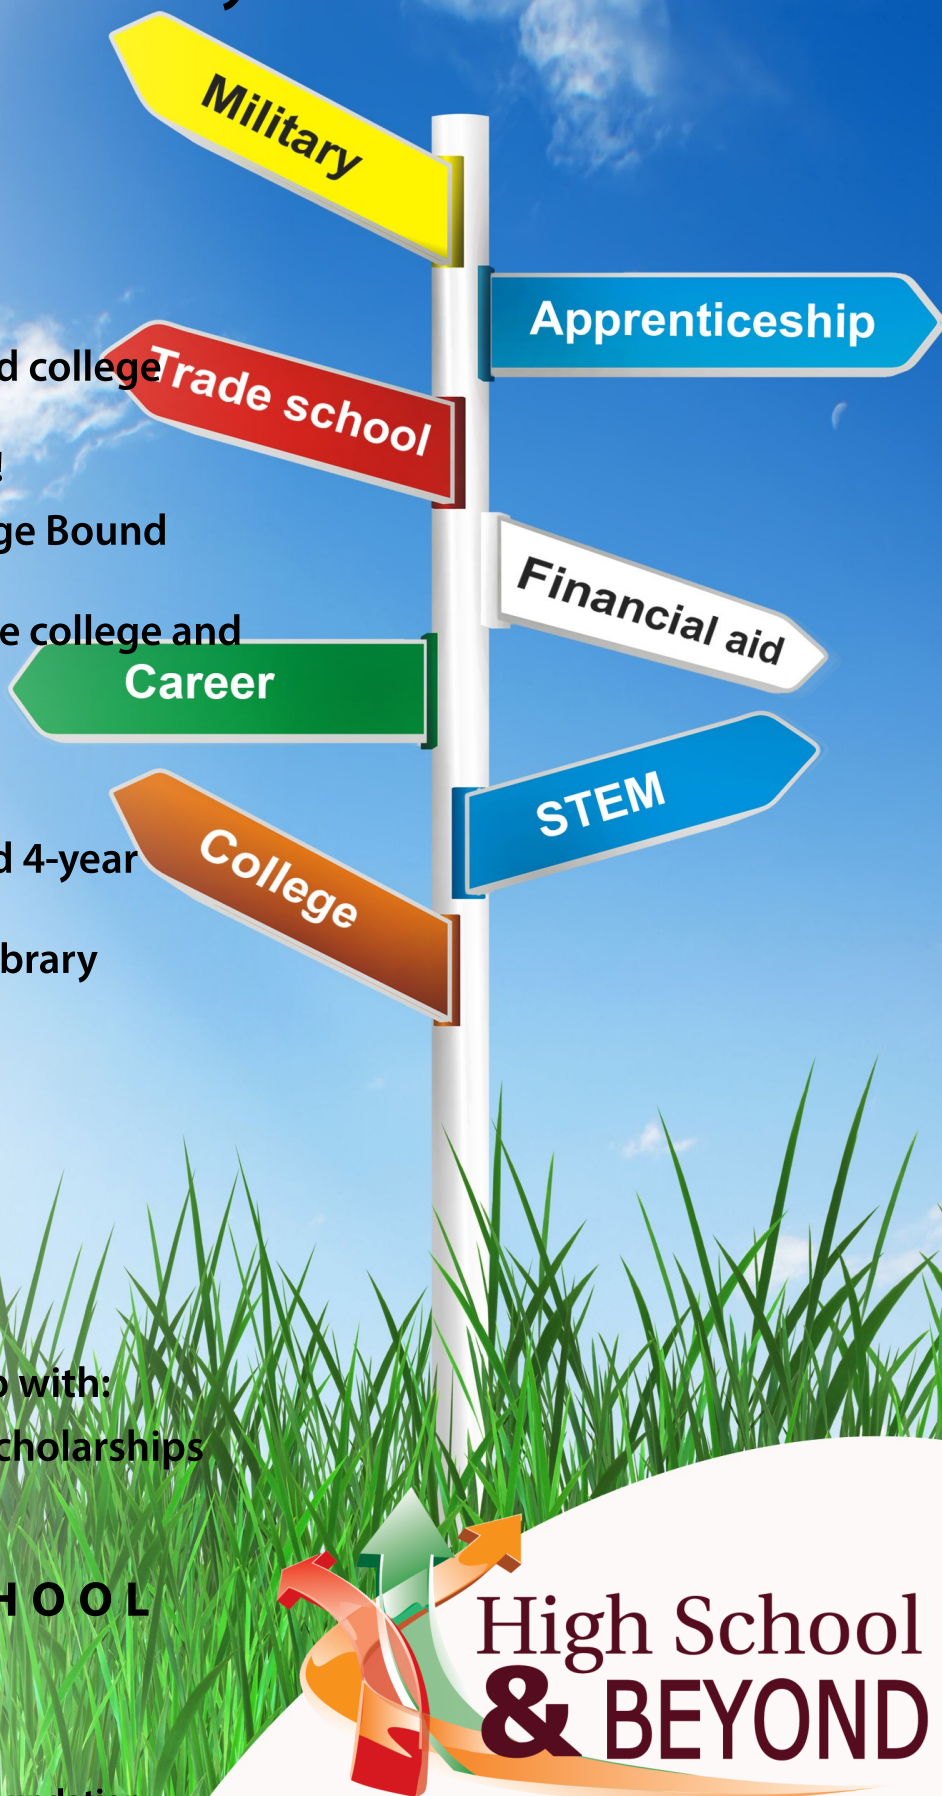 Military
Apprenticeship
d college
Trade school
!
ge Bound
Financial aid
e college and
Career
STEM
d 4-year
College
brary
with:
cholarships
HOOL
High School
& BEYOND